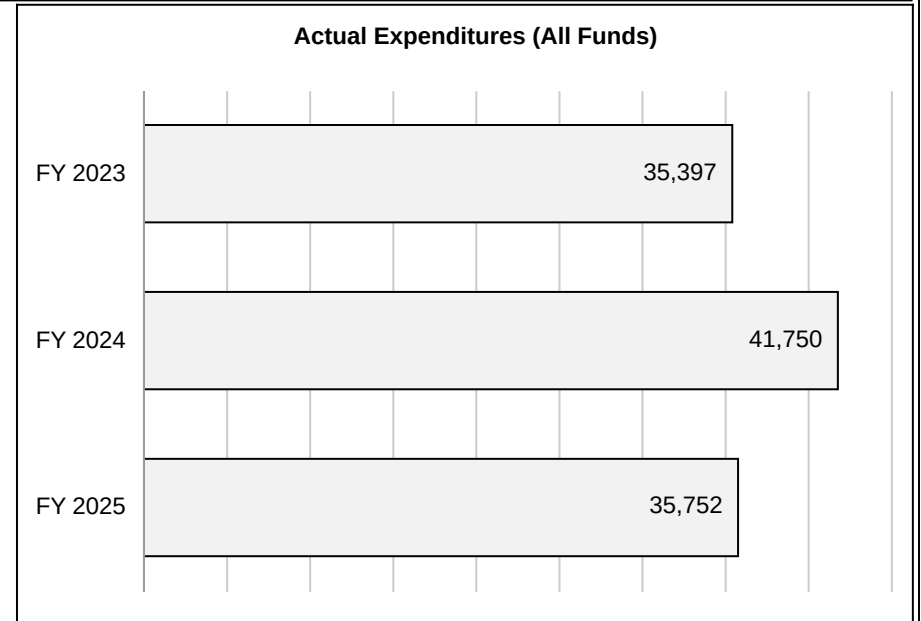 Actual Expenditures (All Funds)
FY 2023
35,397
FY 2024
41,750
FY 2025
35,752